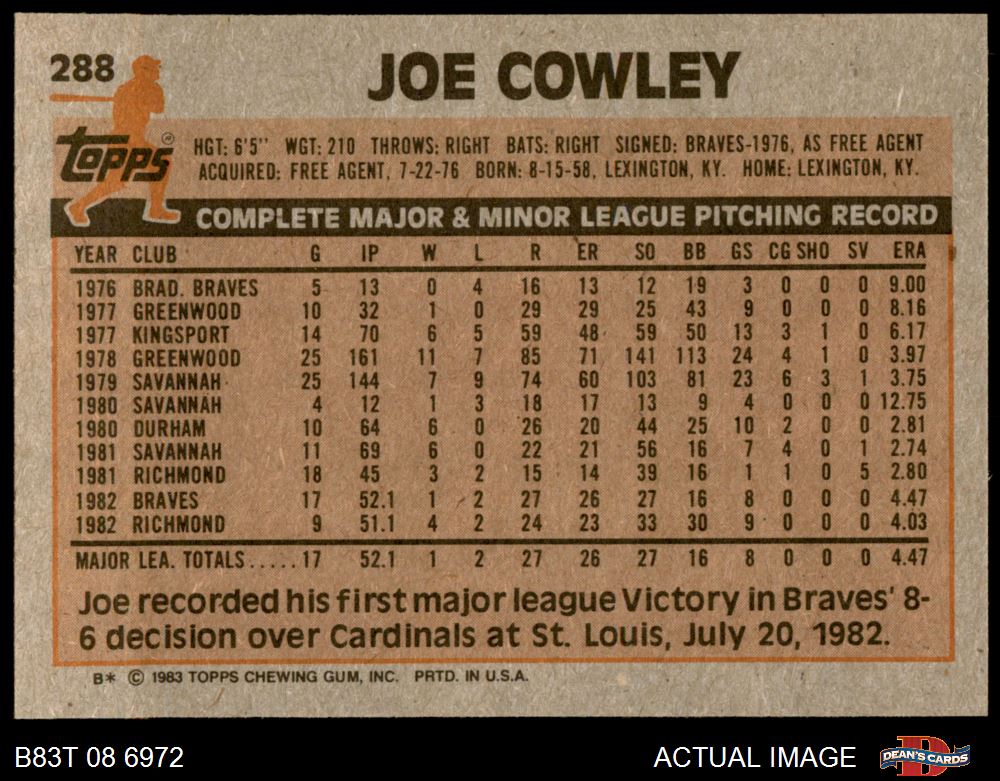 288
JOE COWLEY
Topps®
HGT: 6'5" WGT: 210 THROWS: RIGHT BATS: RIGHT SIGNED: BRAVES-1976, AS FREE AGENT
ACQUIRED: FREE AGENT, 7-22-76 BORN: 8-15-58, LEXINGTON, KY. HOME: LEXINGTON, KY.
COMPLETE MAJOR & MINOR LEAGUE PITCHING RECORD
YEAR CLUB G IP W L R ER SO BB GS CG SHO SV ERA
1976 BRAD. BRAVES 5 13 0 4 16 13 12 19 3 0 0 0 9.00
1977 GREENWOOD 10 32 1 0 29 29 25 43 9 0 0 0 8.16
1977 KINGSPORT 14 70 6 5 59 48 59 50 13 3 1 0 6.17
1978 GREENWOOD 25 161 11 7 85 71 141 113 24 4 1 0 3.97
1979 SAVANNAH 25 144 7 9 74 60 103 81 23 6 3 1 3.75
1980 SAVANNAH 4 12 1 3 18 17 13 9 4 0 0 0 12.75
1980 DURHAM 10 64 6 0 26 20 44 25 10 2 0 0 2.81
1981 SAVANNAH 11 69 6 0 22 21 56 16 7 4 0 1 2.74
1981 RICHMOND 18 45 3 2 15 14 39 16 1 1 0 5 2.80
1982 BRAVES 17 52.1 1 2 27 26 27 16 8 0 0 0 4.47
1982 RICHMOND 9 51.1 4 2 24 23 33 30 9 0 0 0 4.03
MAJOR LEA. TOTALS.....17 52.1 1 2 27 26 27 16 8 0 0 0 4.47
Joe recorded his first major league Victory in Braves' 8-
6 decision over Cardinals at St. Louis, July 20, 1982.
B* © 1983 TOPPS CHEWING GUM, INC. PRTD. IN U.S.A.
B83T 08 6972 ACTUAL IMAGE DEAN'S CARDS